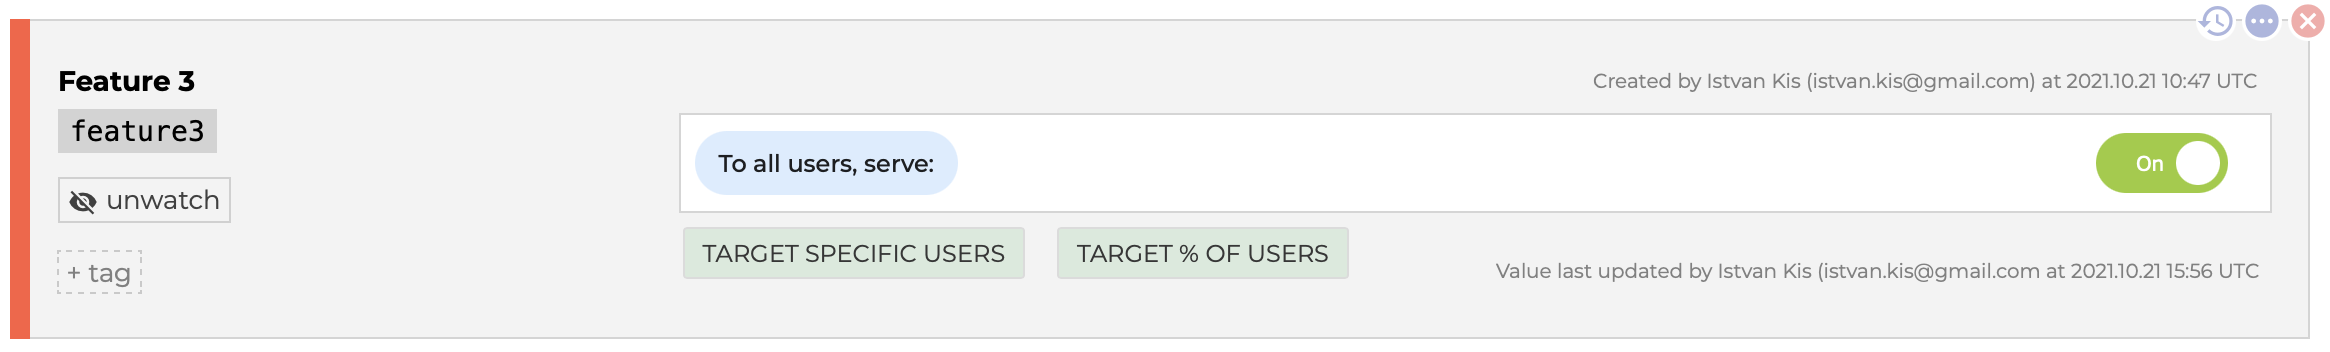 Feature 3
Created by Istvan Kis (istvan.kis@gmail.com) at 2021.10.21 10:47 UTC
feature3
To all users, serve:
On
unwatch
TARGET SPECIFIC USERS
TARGET % OF USERS
+ tag
Value last updated by Istvan Kis (istvan.kis@gmail.com at 2021.10.21 15:56 UTC